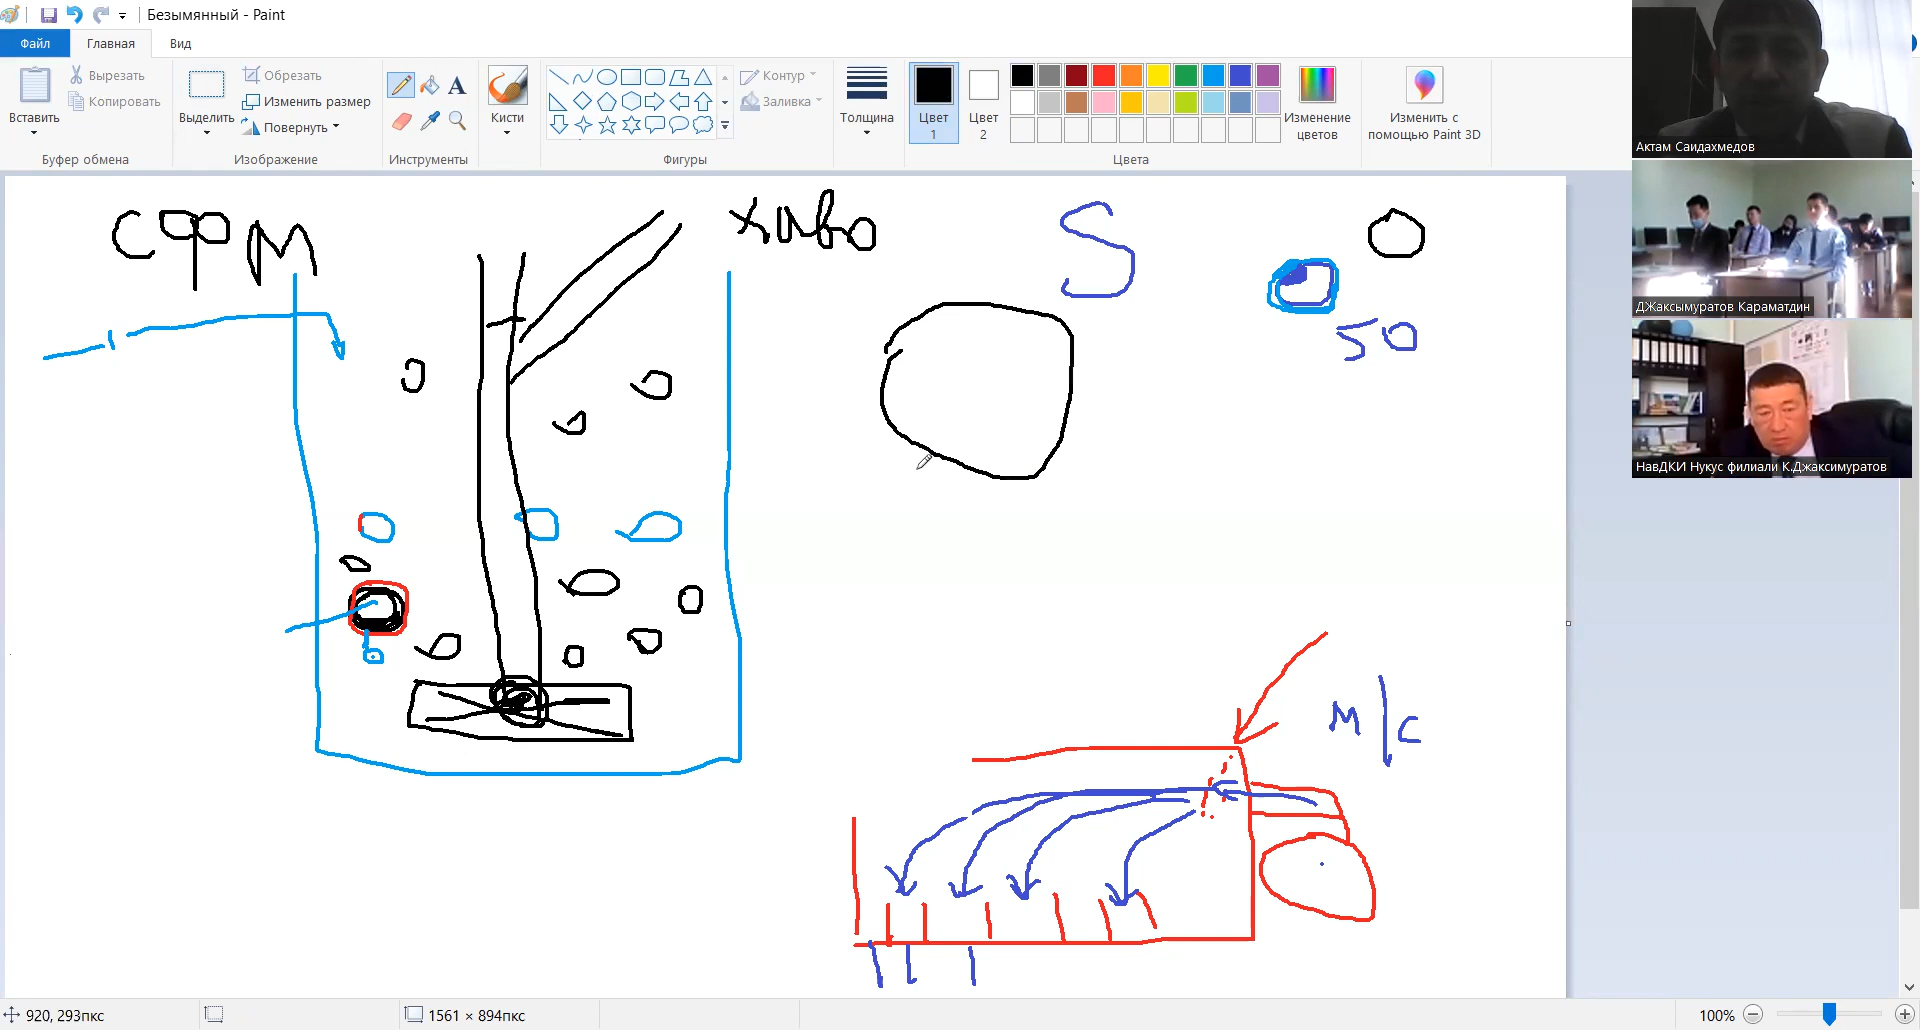 Безымянный - Paint
Файл
Главная
Вид
Вставить
Вырезать
Копировать
Буфер обмена
Выделить
Обрезать
Изменить размер
Повернуть
Изображение
A
Инструменты
Кисти
Фигуры
Контур
Заливка
Толщина
Цвет
1
Цвет
2
Изменение
цветов
Цвета
Изменить с
помощью Paint 3D
Актам Саидахмедов
ДЖаксымуратов Караматдин
НавДКИ Нукус филиали К.Джаксимуратов
СФМ
хаво
S
50
м/с
920, 293пкс
1561 × 894пкс
100%